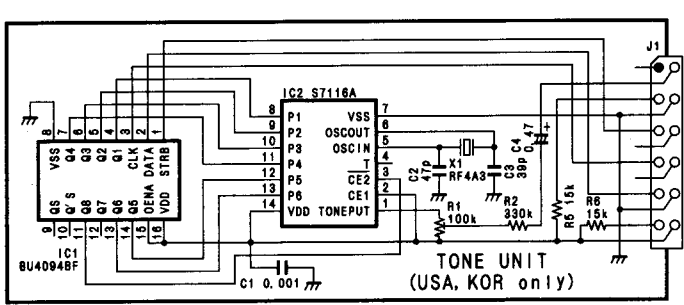 J1
IC2 S7116A
8 P1 VSS 7
9 P2 OSCOUT 6
10 P3 OSCIN 5
11 P4 T 4
12 P5 CE2 3
13 P6 CE1 2
14 VDD TONEPUT 1
8 7 6 5 4 3 2 1
VSS Q4 Q3 Q2 Q1 CLK DATA STRB
QS Q'S Q8 Q7 Q6 Q5 OENA VDD
9 10 11 12 13 14 15 16
IC1
BU4094BF
C2
47p
X1
RF4A3
C3
39p
C4
0.47
+
R1
100k
R2
330k
R5 15k
R6
15k
C1 0.001
TONE UNIT
(USA, KOR only)